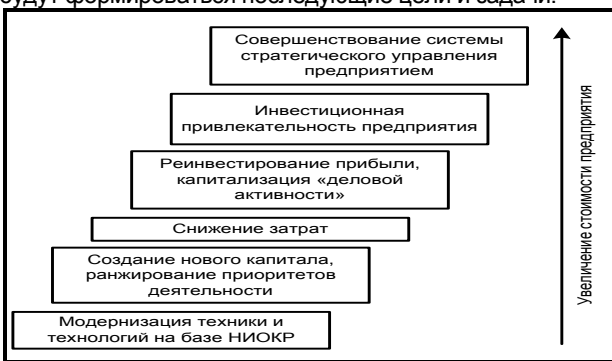 будут формироваться последующие цели и задачи.
Совершенствование системы
стратегического управления
предприятием
Инвестиционная
привлекательность предприятия
Реинвестирование прибыли,
капитализация «деловой
активности»
Снижение затрат
Создание нового капитала,
ранжирование приоритетов
деятельности
Модернизация техники и
технологий на базе НИОКР
Увеличение стоимости предприятия